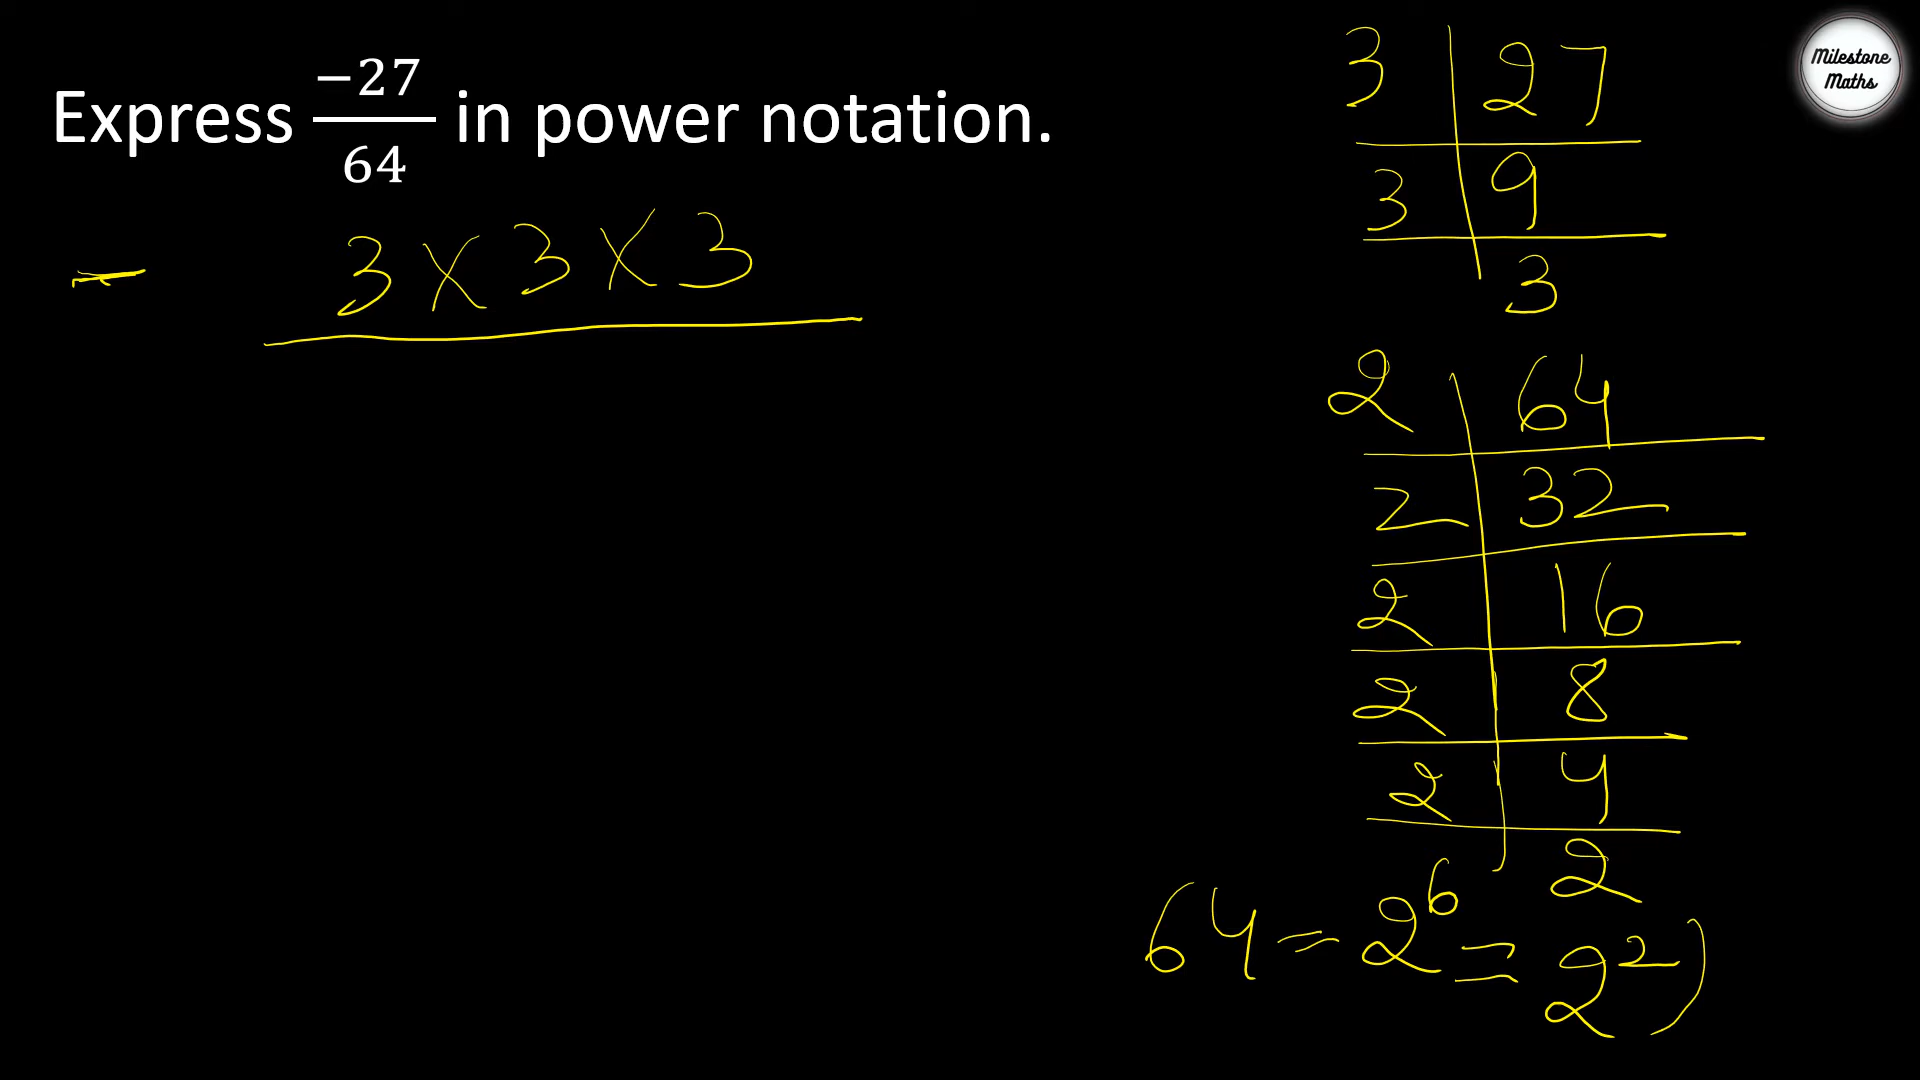 Express −27/64 in power notation.
− 3 × 3 × 3
3 | 27
3 | 9
3
2 | 64
2 | 32
2 | 16
2 | 8
2 | 4
2
64 = 2^6 = 2^2)
Milestone
Maths